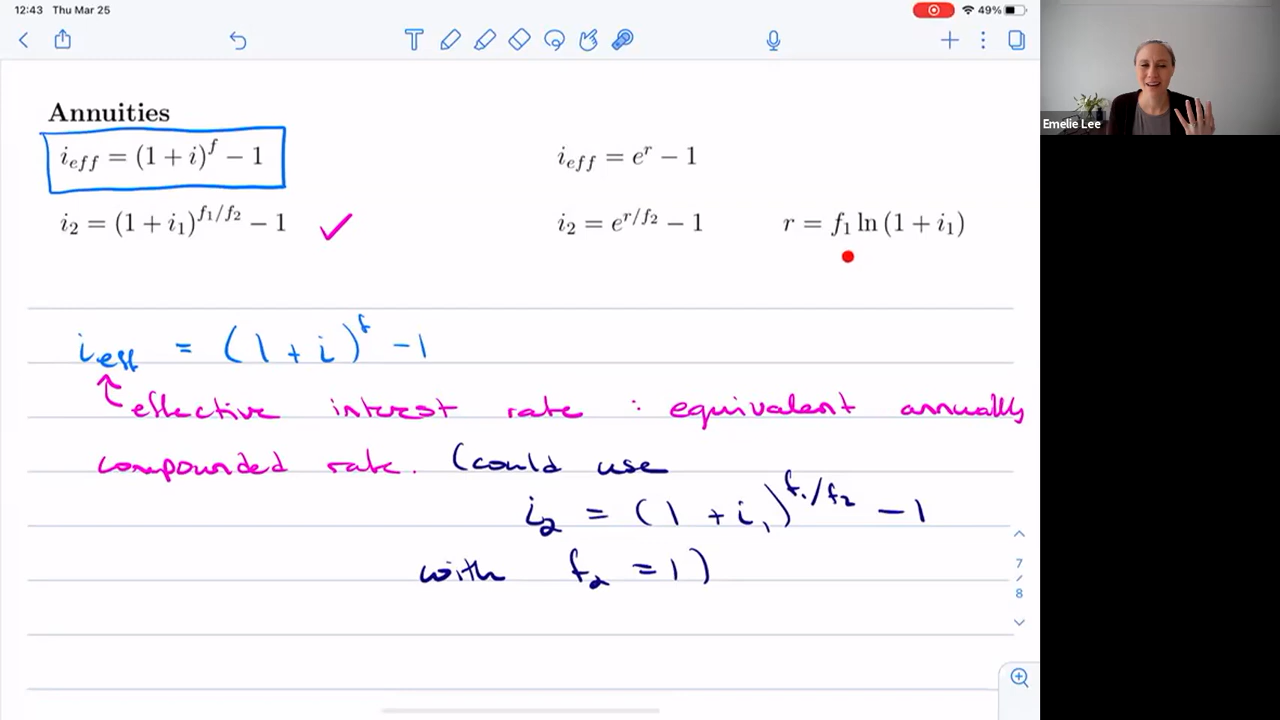 12:43 Thu Mar 25
49%
Emelie Lee
Annuities
i_{eff} = (1 + i)^f − 1
i_{eff} = e^r − 1
i_2 = (1 + i_1)^{f_1/f_2} − 1 ✓
i_2 = e^{r/f_2} − 1
r = f_1 ln (1 + i_1)
i_{eff} = (1 + i)^f − 1
effective interest rate : equivalent annually
compounded rate. (could use
i_2 = (1 + i_1)^{f_1/f_2} − 1
with f_2 = 1)
7
/
8